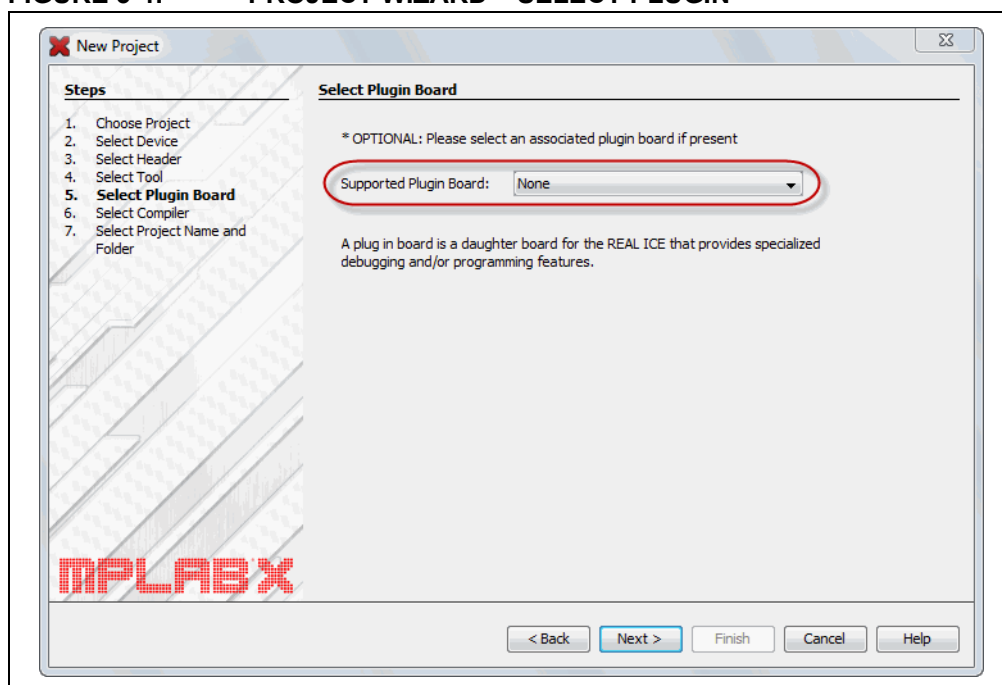 New Project
Steps
1. Choose Project
2. Select Device
3. Select Header
4. Select Tool
5. Select Plugin Board
6. Select Compiler
7. Select Project Name and
Folder
Select Plugin Board
* OPTIONAL: Please select an associated plugin board if present
Supported Plugin Board: None
A plug in board is a daughter board for the REAL ICE that provides specialized
debugging and/or programming features.
MPLABX
< Back Next > Finish Cancel Help